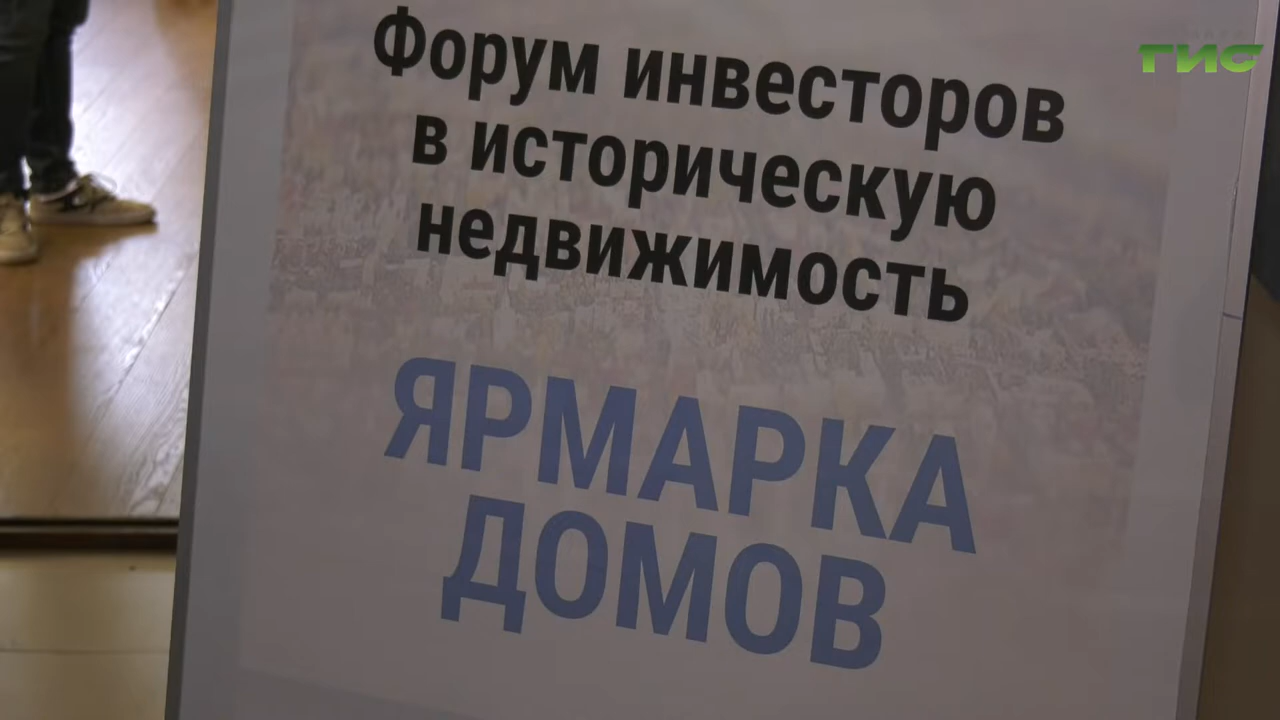 Форум инвесторов
в историческую
недвижимость
ЯРМАРКА
ДОМОВ
ГИС